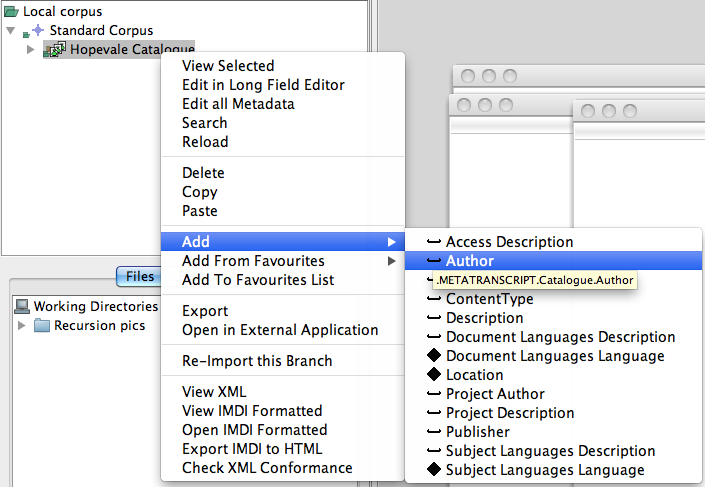 Local corpus
Standard Corpus
Hopevale Catalogue
View Selected
Edit in Long Field Editor
Edit all Metadata
Search
Reload
Delete
Copy
Paste
Add
Add From Favourites
Add To Favourites List
Export
Open in External Application
Re-Import this Branch
View XML
View IMDI Formatted
Open IMDI Formatted
Export IMDI to HTML
Check XML Conformance
Access Description
Author
.METATRANSCRIPT.Catalogue.Author
ContentType
Description
Document Languages Description
Document Languages Language
Location
Project Author
Project Description
Publisher
Subject Languages Description
Subject Languages Language
Files
Working Directories
Recursion pics